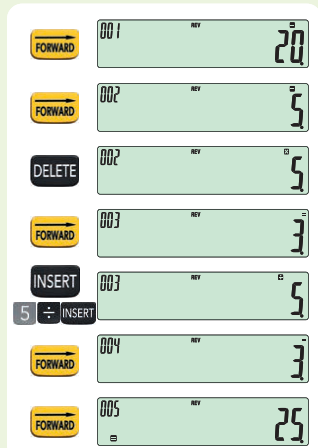 001 REV
FORWARD 20.
002 REV
FORWARD 5.
002 REV
DELETE 5.
003 REV =
FORWARD 3.
INSERT
003 REV ÷
5.
5 ÷ INSERT
004 REV =
FORWARD 3.
005 REV
FORWARD 25.